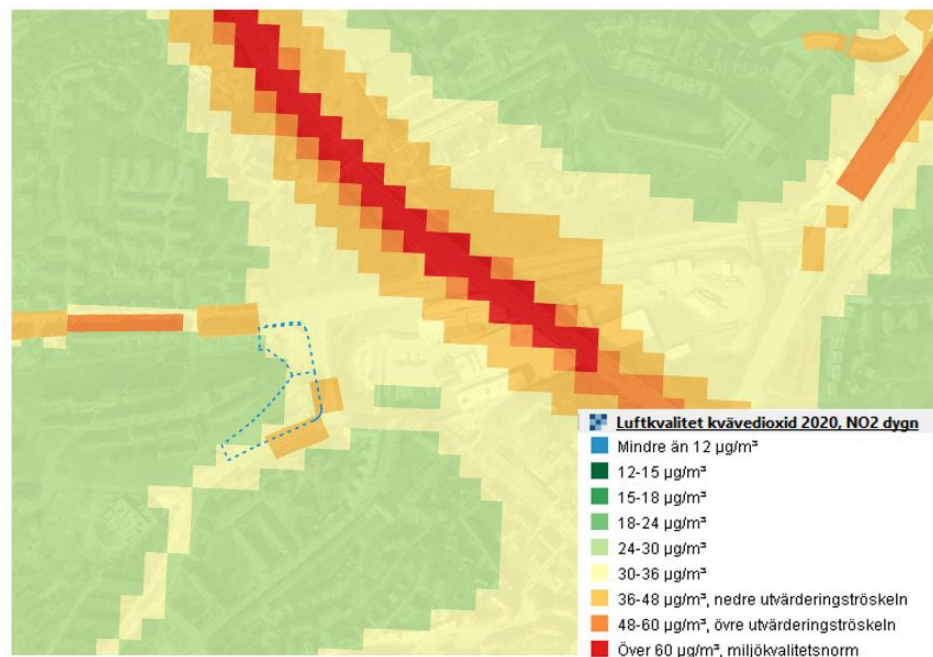 Luftkvalitet kvävedioxid 2020, NO2 dygn
Mindre än 12 µg/m³
12-15 µg/m³
15-18 µg/m³
18-24 µg/m³
24-30 µg/m³
30-36 µg/m³
36-48 µg/m³, nedre utvärderingströskeln
48-60 µg/m³, övre utvärderingströskeln
Över 60 µg/m³, miljökvalitetsnorm